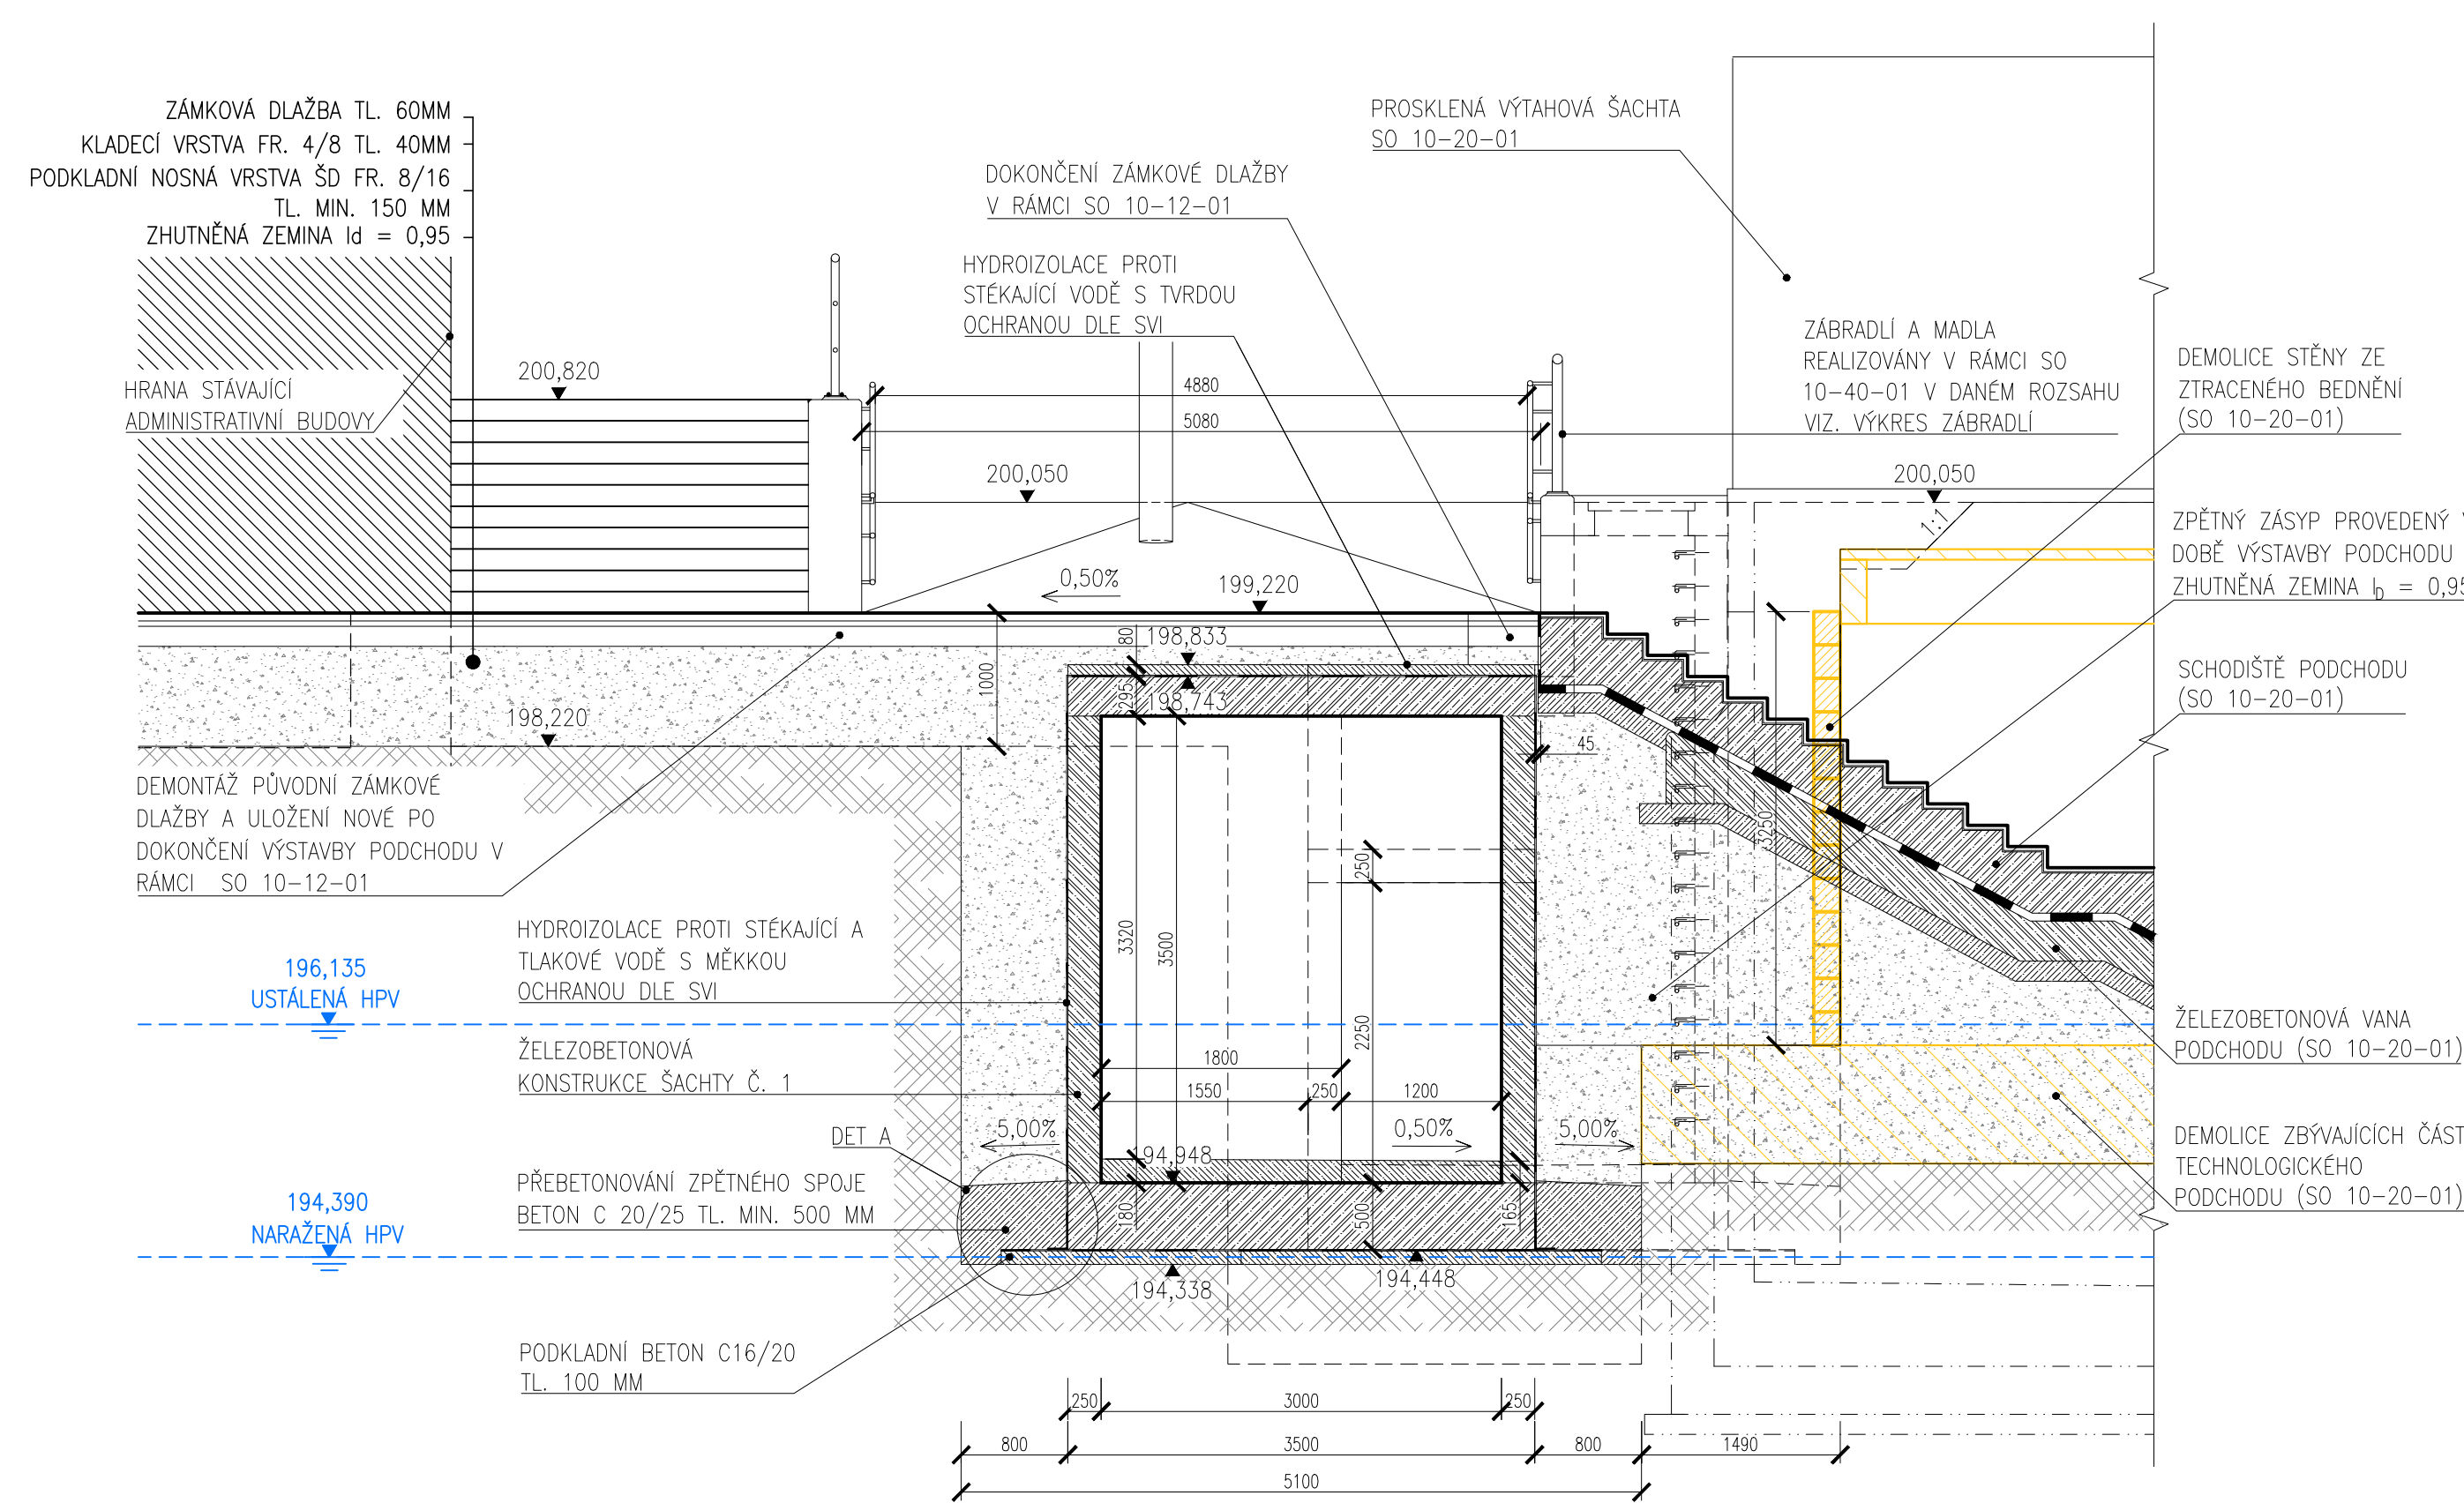 ZÁMKOVÁ DLAŽBA TL. 60MM
KLADECÍ VRSTVA FR. 4/8 TL. 40MM
PODKLADNÍ NOSNÁ VRSTVA ŠD FR. 8/16
TL. MIN. 150 MM
ZHUTNĚNÁ ZEMINA Id = 0,95
HRANA STÁVAJÍCÍ
ADMINISTRATIVNÍ BUDOVY
200,820
DOKONČENÍ ZÁMKOVÉ DLAŽBY
V RÁMCI SO 10-12-01
HYDROIZOLACE PROTI
STÉKAJÍCÍ VODĚ S TVRDOU
OCHRANOU DLE SVI
PROSKLENÁ VÝTAHOVÁ ŠACHTA
SO 10-20-01
ZÁBRADLÍ A MADLA
REALIZOVÁNY V RÁMCI SO
10-40-01 V DANÉM ROZSAHU
VIZ. VÝKRES ZÁBRADLÍ
DEMOLICE STĚNY ZE
ZTRACENÉHO BEDNĚNÍ
(SO 10-20-01)
4880
5080
200,050
200,050
1:1
ZPĚTNÝ ZÁSYP PROVEDENÝ V
DOBĚ VÝSTAVBY PODCHODU
ZHUTNĚNÁ ZEMINA ID = 0,95
0,50%
199,220
80
198,833
1000
295
198,743
198,220
45
SCHODIŠTĚ PODCHODU
(SO 10-20-01)
DEMONTÁŽ PŮVODNÍ ZÁMKOVÉ
DLAŽBY A ULOŽENÍ NOVÉ PO
DOKONČENÍ VÝSTAVBY PODCHODU V
RÁMCI SO 10-12-01
250
3250
3320
3500
2250
HYDROIZOLACE PROTI STÉKAJÍCÍ A
TLAKOVÉ VODĚ S MĚKKOU
OCHRANOU DLE SVI
196,135
USTÁLENÁ HPV
ŽELEZOBETONOVÁ
KONSTRUKCE ŠACHTY Č. 1
1800
1550
250
1200
ŽELEZOBETONOVÁ VANA
PODCHODU (SO 10-20-01)
DET A
5,00%
194,948
0,50%
5,00%
DEMOLICE ZBÝVAJÍCÍCH ČÁST
TECHNOLOGICKÉHO
PODCHODU (SO 10-20-01)
PŘEBETONOVÁNÍ ZPĚTNÉHO SPOJE
BETON C 20/25 TL. MIN. 500 MM
180
500
165
194,390
NARAŽENÁ HPV
194,338
194,448
PODKLADNÍ BETON C16/20
TL. 100 MM
250
3000
250
800
3500
800
1490
5100